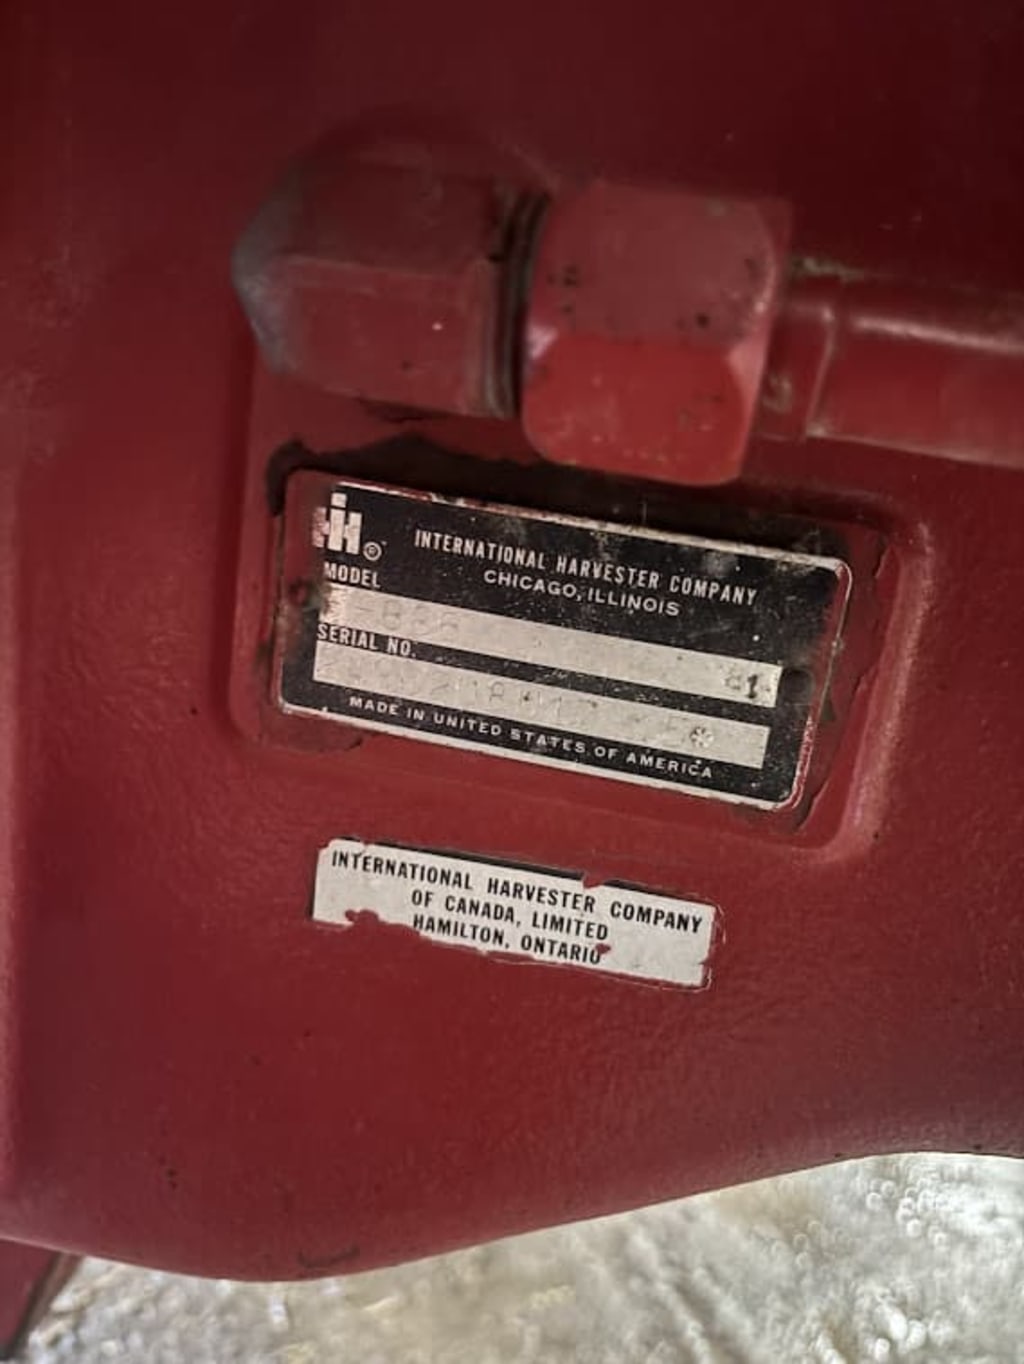 IH ®
INTERNATIONAL HARVESTER COMPANY
CHICAGO, ILLINOIS
MODEL
SERIAL NO.
MADE IN UNITED STATES OF AMERICA
INTERNATIONAL HARVESTER COMPANY
OF CANADA, LIMITED
HAMILTON, ONTARIO